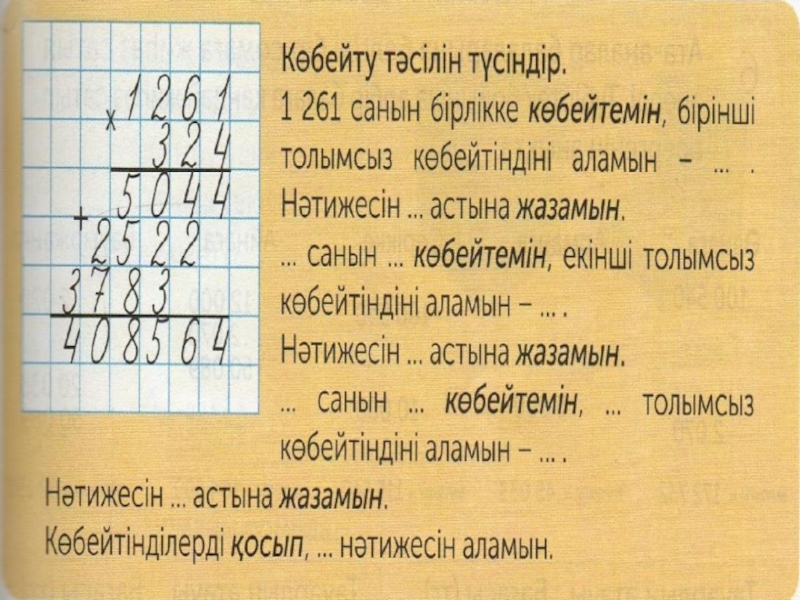 1261
x
324
5044
+
2522
3783
408564
Көбейту тәсілін түсіндір.
1 261 санын бірлікке көбейтемін, бірінші
толымсыз көбейтіндіні аламын – ... .
Нәтижесін ... астына жазамын.
... санын ... көбейтемін, екінші толымсыз
көбейтіндіні аламын – ... .
Нәтижесін ... астына жазамын.
... санын ... көбейтемін, ... толымсыз
көбейтіндіні аламын – ... .
Нәтижесін ... астына жазамын.
Көбейтінділерді қосып, ... нәтижесін аламын.